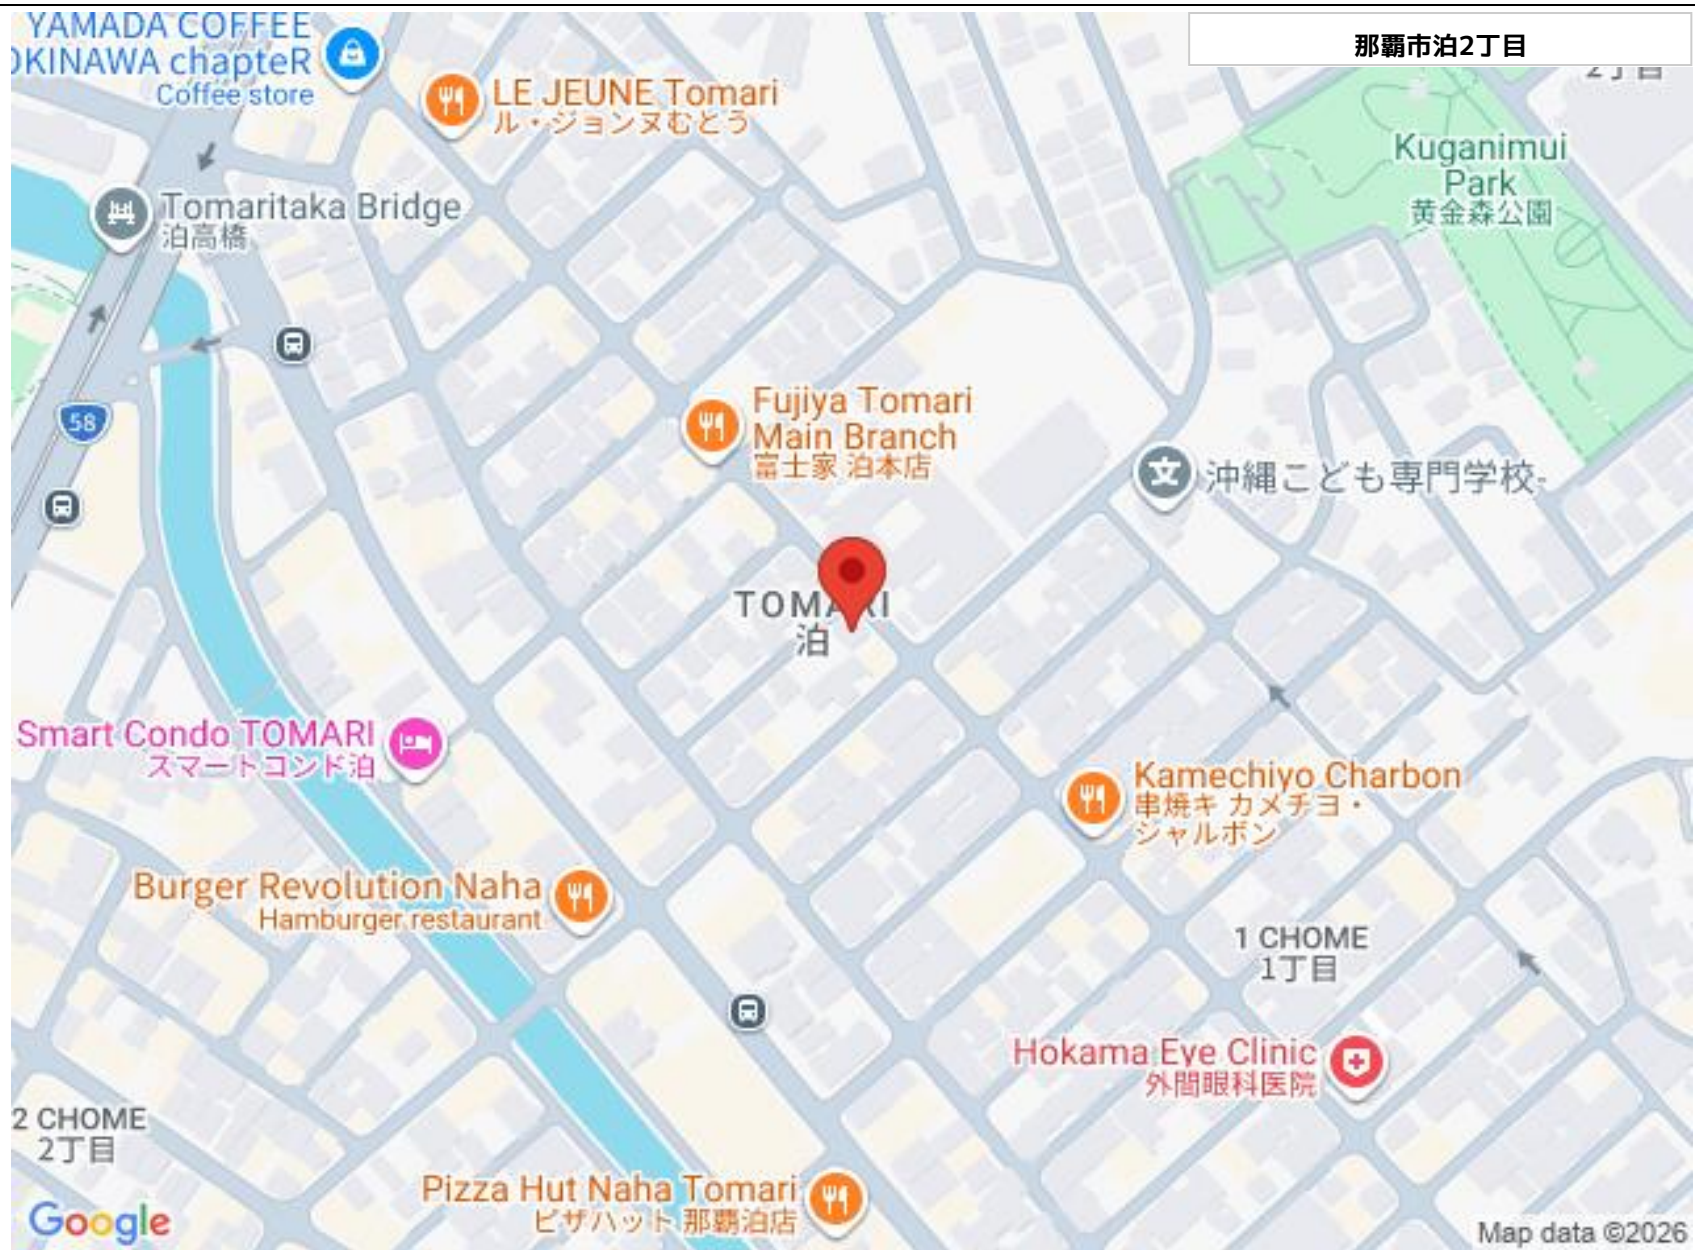 那覇市泊2丁目
YAMADA COFFEE
OKINAWA chapteR
Coffee store
LE JEUNE Tomari
ル・ジョンヌむとう
2丁目
Kuganimui
Park
黄金森公園
Tomaritaka Bridge
泊高橋
58
Fujiya Tomari
Main Branch
富士家 泊本店
文 沖縄こども専門学校-
TOMARI
泊
Smart Condo TOMARI
スマートコンド泊
Kamechiyo Charbon
串焼キ カメチヨ・
シャルボン
Burger Revolution Naha
Hamburger restaurant
1 CHOME
1丁目
Hokama Eye Clinic
外間眼科医院
2 CHOME
2丁目
Pizza Hut Naha Tomari
ピザハット 那覇泊店
Google
Map data ©2026